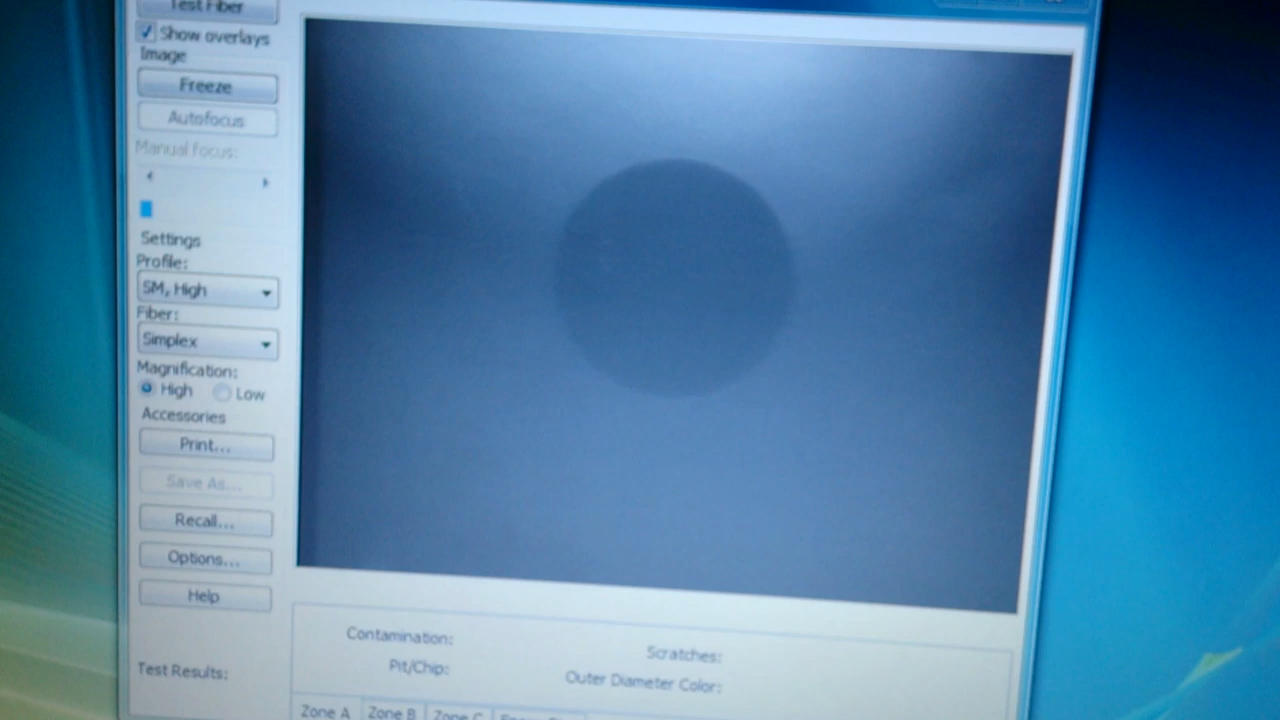 Test Fiber
Show overlays
Image
Freeze
Autofocus
Manual focus:
Settings
Profile:
SM, High
Fiber:
Simplex
Magnification:
High Low
Accessories
Print...
Save As...
Recall...
Options...
Help
Test Results:
Contamination:
Scratches:
Pit/Chip:
Outer Diameter Color:
Zone A Zone B Zone C